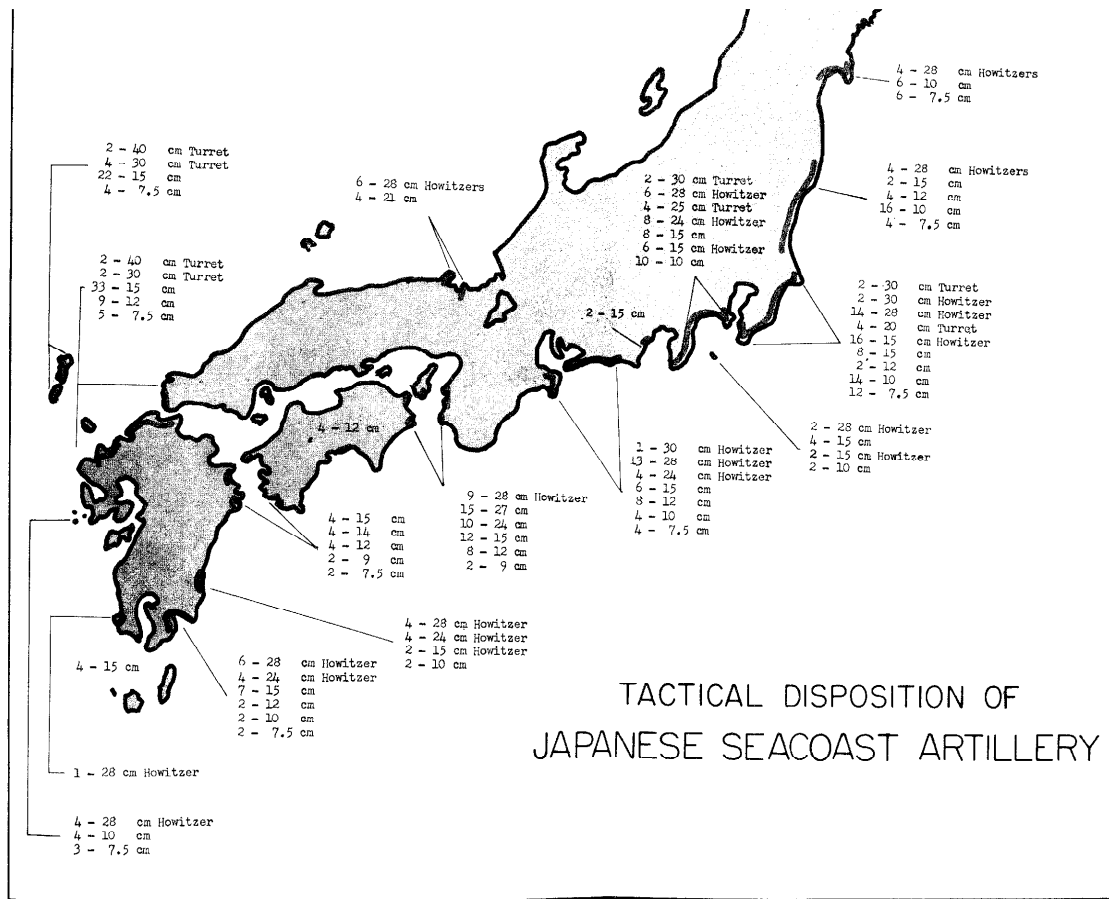 4 - 28 cm Howitzers
6 - 10 cm
6 - 7.5 cm
2 - 40 cm Turret
4 - 30 cm Turret
22 - 15 cm
4 - 7.5 cm
6 - 28 cm Howitzers
4 - 21 cm
2 - 30 cm Turret
6 - 28 cm Howitzer
4 - 25 cm Turret
8 - 24 cm Howitzer
8 - 15 cm
6 - 15 cm Howitzer
10 - 10 cm
4 - 28 cm Howitzers
2 - 15 cm
4 - 12 cm
16 - 10 cm
4 - 7.5 cm
2 - 40 cm Turret
2 - 30 cm Turret
33 - 15 cm
9 - 12 cm
5 - 7.5 cm
2 - 15 cm
2 - 30 cm Turret
2 - 30 cm Howitzer
14 - 28 cm Howitzer
4 - 20 cm Turret
16 - 15 cm Howitzer
8 - 15 cm
2 - 12 cm
14 - 10 cm
12 - 7.5 cm
4 - 12 cm
2 - 28 cm Howitzer
4 - 15 cm
2 - 15 cm Howitzer
2 - 10 cm
1 - 30 cm Howitzer
13 - 28 cm Howitzer
4 - 24 cm Howitzer
6 - 15 cm
8 - 12 cm
4 - 10 cm
4 - 7.5 cm
9 - 28 cm Howitzer
15 - 27 cm
10 - 24 cm
12 - 15 cm
8 - 12 cm
2 - 9 cm
4 - 15 cm
4 - 14 cm
4 - 12 cm
2 - 9 cm
2 - 7.5 cm
4 - 28 cm Howitzer
4 - 24 cm Howitzer
2 - 15 cm Howitzer
2 - 10 cm
4 - 15 cm
6 - 28 cm Howitzer
4 - 24 cm Howitzer
7 - 15 cm
2 - 12 cm
2 - 10 cm
2 - 7.5 cm
TACTICAL DISPOSITION OF
JAPANESE SEACOAST ARTILLERY
1 - 28 cm Howitzer
4 - 28 cm Howitzer
4 - 10 cm
3 - 7.5 cm